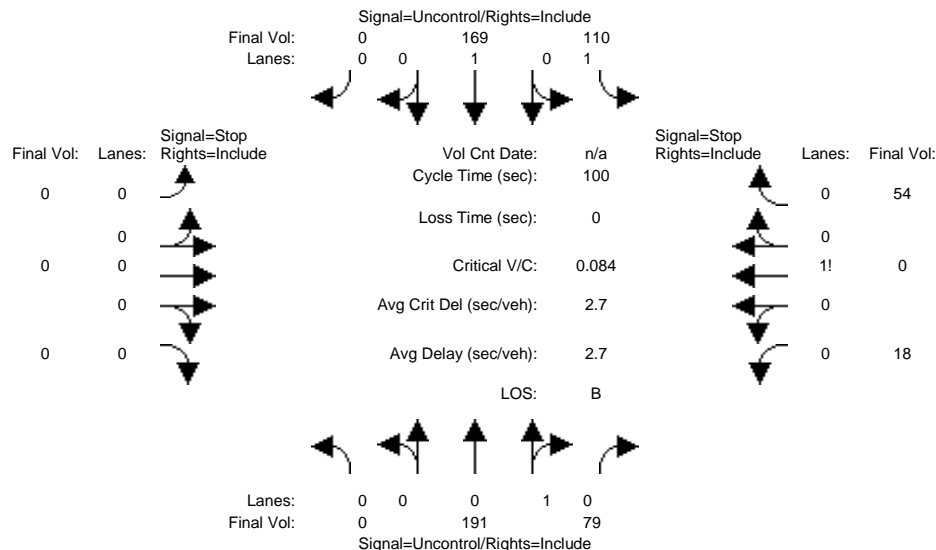 Signal=Uncontrol/Rights=Include
Final Vol: 0 169 110
Lanes: 0 0 1 0 1
Signal=Stop Signal=Stop
Final Vol: Lanes: Rights=Include Vol Cnt Date: n/a Rights=Include Lanes: Final Vol:
Cycle Time (sec): 100
0 0 0 54
Loss Time (sec): 0
0 0
0 0 Critical V/C: 0.084 1! 0
0 Avg Crit Del (sec/veh): 2.7 0
0 0 Avg Delay (sec/veh): 2.7 0 18
LOS: B
Lanes: 0 0 0 1 0
Final Vol: 0 191 79
Signal=Uncontrol/Rights=Include